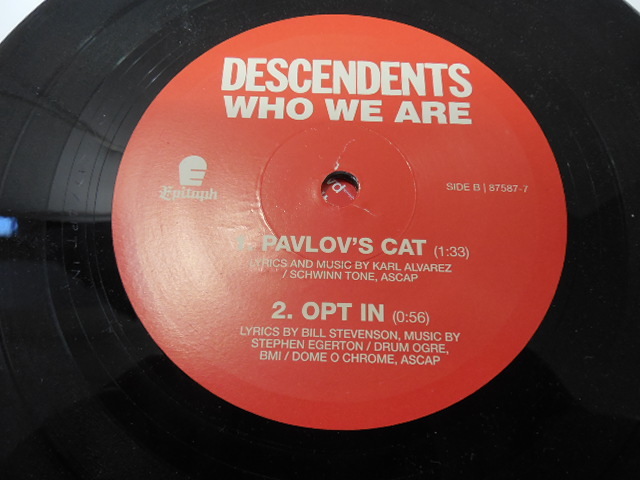 DESCENDENTS
WHO WE ARE
Epitaph
SIDE B | 87587-7
1. PAVLOV'S CAT (1:33)
LYRICS AND MUSIC BY KARL ALVAREZ
/ SCHWINN TONE, ASCAP
2. OPT IN (0:56)
LYRICS BY BILL STEVENSON, MUSIC BY
STEPHEN EGERTON / DRUM OGRE,
BMI / DOME O CHROME, ASCAP